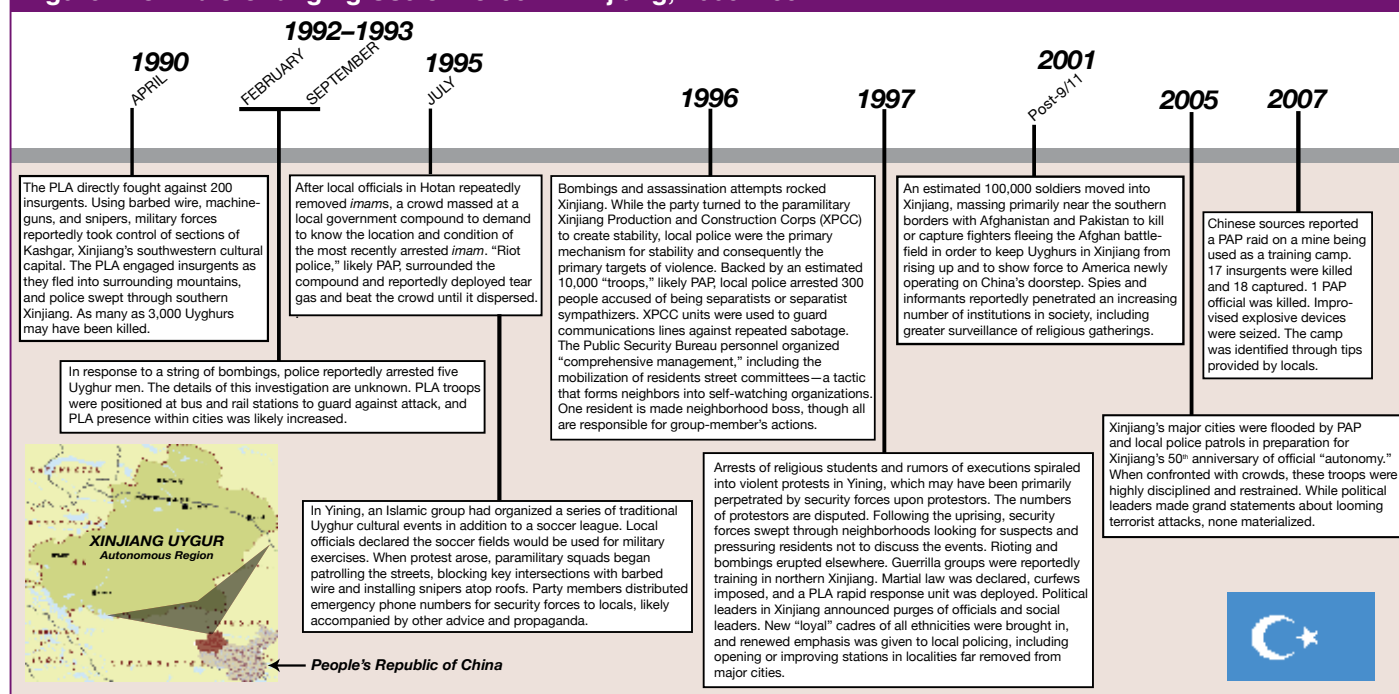 1990
APRIL
1992–1993
FEBRUARY
SEPTEMBER
1995
JULY
1996
1997
2001
Post-9/11
2005
2007
The PLA directly fought against 200
insurgents. Using barbed wire, machine-
guns, and snipers, military forces
reportedly took control of sections of
Kashgar, Xinjiang’s southwestern cultural
capital. The PLA engaged insurgents as
they fled into surrounding mountains,
and police swept through southern
Xinjiang. As many as 3,000 Uyghurs
may have been killed.
In response to a string of bombings, police reportedly arrested five
Uyghur men. The details of this investigation are unknown. PLA troops
were positioned at bus and rail stations to guard against attack, and
PLA presence within cities was likely increased.
After local officials in Hotan repeatedly
removed imams, a crowd massed at a
local government compound to demand
to know the location and condition of
the most recently arrested imam. “Riot
police,” likely PAP, surrounded the
compound and reportedly deployed tear
gas and beat the crowd until it dispersed.
.
In Yining, an Islamic group had organized a series of traditional
Uyghur cultural events in addition to a soccer league. Local
officials declared the soccer fields would be used for military
exercises. When protest arose, paramilitary squads began
patrolling the streets, blocking key intersections with barbed
wire and installing snipers atop roofs. Party members distributed
emergency phone numbers for security forces to locals, likely
accompanied by other advice and propaganda.
Bombings and assassination attempts rocked
Xinjiang. While the party turned to the paramilitary
Xinjiang Production and Construction Corps (XPCC)
to create stability, local police were the primary
mechanism for stability and consequently the
primary targets of violence. Backed by an estimated
10,000 “troops,” likely PAP, local police arrested 300
people accused of being separatists or separatist
sympathizers. XPCC units were used to guard
communications lines against repeated sabotage.
The Public Security Bureau personnel organized
“comprehensive management,” including the
mobilization of residents street committees—a tactic
that forms neighbors into self-watching organizations.
One resident is made neighborhood boss, though all
are responsible for group-member’s actions.
Arrests of religious students and rumors of executions spiraled
into violent protests in Yining, which may have been primarily
perpetrated by security forces upon protestors. The numbers
of protestors are disputed. Following the uprising, security
forces swept through neighborhoods looking for suspects and
pressuring residents not to discuss the events. Rioting and
bombings erupted elsewhere. Guerrilla groups were reportedly
training in northern Xinjiang. Martial law was declared, curfews
imposed, and a PLA rapid response unit was deployed. Political
leaders in Xinjiang announced purges of officials and social
leaders. New “loyal” cadres of all ethnicities were brought in,
and renewed emphasis was given to local policing, including
opening or improving stations in localities far removed from
major cities.
An estimated 100,000 soldiers moved into
Xinjiang, massing primarily near the southern
borders with Afghanistan and Pakistan to kill
or capture fighters fleeing the Afghan battle-
field in order to keep Uyghurs in Xinjiang from
rising up and to show force to America newly
operating on China’s doorstep. Spies and
informants reportedly penetrated an increasing
number of institutions in society, including
greater surveillance of religious gatherings.
Xinjiang’s major cities were flooded by PAP
and local police patrols in preparation for
Xinjiang’s 50th anniversary of official “autonomy.”
When confronted with crowds, these troops were
highly disciplined and restrained. While political
leaders made grand statements about looming
terrorist attacks, none materialized.
Chinese sources reported
a PAP raid on a mine being
used as a training camp.
17 insurgents were killed
and 18 captured. 1 PAP
official was killed. Impro-
vised explosive devices
were seized. The camp
was identified through tips
provided by locals.
XINJIANG UYGUR
Autonomous Region
People’s Republic of China